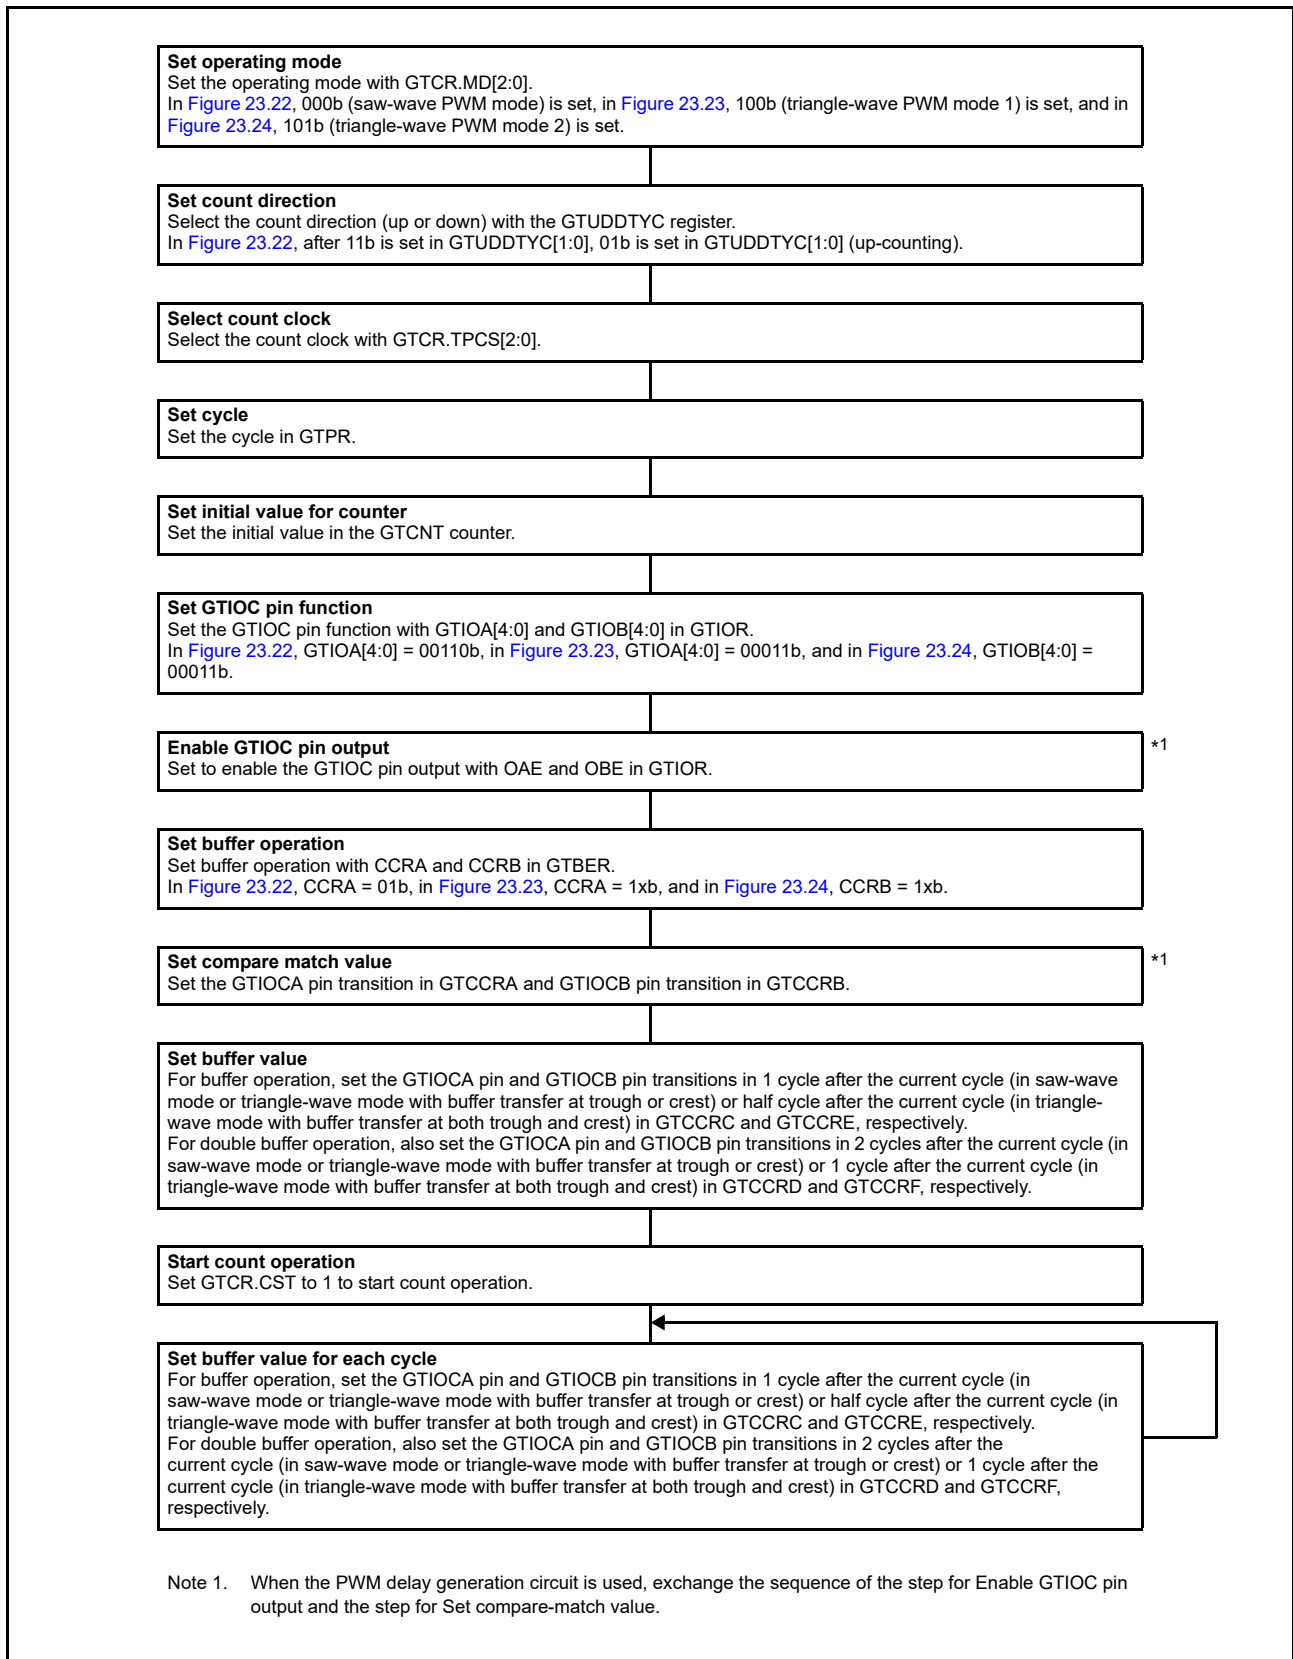 Set operating mode
Set the operating mode with GTCR.MD[2:0].
In Figure 23.22, 000b (saw-wave PWM mode) is set, in Figure 23.23, 100b (triangle-wave PWM mode 1) is set, and in
Figure 23.24, 101b (triangle-wave PWM mode 2) is set.
Set count direction
Select the count direction (up or down) with the GTUDDTYC register.
In Figure 23.22, after 11b is set in GTUDDTYC[1:0], 01b is set in GTUDDTYC[1:0] (up-counting).
Select count clock
Select the count clock with GTCR.TPCS[2:0].
Set cycle
Set the cycle in GTPR.
Set initial value for counter
Set the initial value in the GTCNT counter.
Set GTIOC pin function
Set the GTIOC pin function with GTIOA[4:0] and GTIOB[4:0] in GTIOR.
In Figure 23.22, GTIOA[4:0] = 00110b, in Figure 23.23, GTIOA[4:0] = 00011b, and in Figure 23.24, GTIOB[4:0] =
00011b.
Enable GTIOC pin output *1
Set to enable the GTIOC pin output with OAE and OBE in GTIOR.
Set buffer operation
Set buffer operation with CCRA and CCRB in GTBER.
In Figure 23.22, CCRA = 01b, in Figure 23.23, CCRA = 1xb, and in Figure 23.24, CCRB = 1xb.
Set compare match value *1
Set the GTIOCA pin transition in GTCCRA and GTIOCB pin transition in GTCCRB.
Set buffer value
For buffer operation, set the GTIOCA pin and GTIOCB pin transitions in 1 cycle after the current cycle (in saw-wave
mode or triangle-wave mode with buffer transfer at trough or crest) or half cycle after the current cycle (in triangle-
wave mode with buffer transfer at both trough and crest) in GTCCRC and GTCCRE, respectively.
For double buffer operation, also set the GTIOCA pin and GTIOCB pin transitions in 2 cycles after the current cycle (in
saw-wave mode or triangle-wave mode with buffer transfer at trough or crest) or 1 cycle after the current cycle (in
triangle-wave mode with buffer transfer at both trough and crest) in GTCCRD and GTCCRF, respectively.
Start count operation
Set GTCR.CST to 1 to start count operation.
Set buffer value for each cycle
For buffer operation, set the GTIOCA pin and GTIOCB pin transitions in 1 cycle after the current cycle (in
saw-wave mode or triangle-wave mode with buffer transfer at trough or crest) or half cycle after the current cycle (in
triangle-wave mode with buffer transfer at both trough and crest) in GTCCRC and GTCCRE, respectively.
For double buffer operation, also set the GTIOCA pin and GTIOCB pin transitions in 2 cycles after the
current cycle (in saw-wave mode or triangle-wave mode with buffer transfer at trough or crest) or 1 cycle after the
current cycle (in triangle-wave mode with buffer transfer at both trough and crest) in GTCCRD and GTCCRF,
respectively.
Note 1. When the PWM delay generation circuit is used, exchange the sequence of the step for Enable GTIOC pin
output and the step for Set compare-match value.